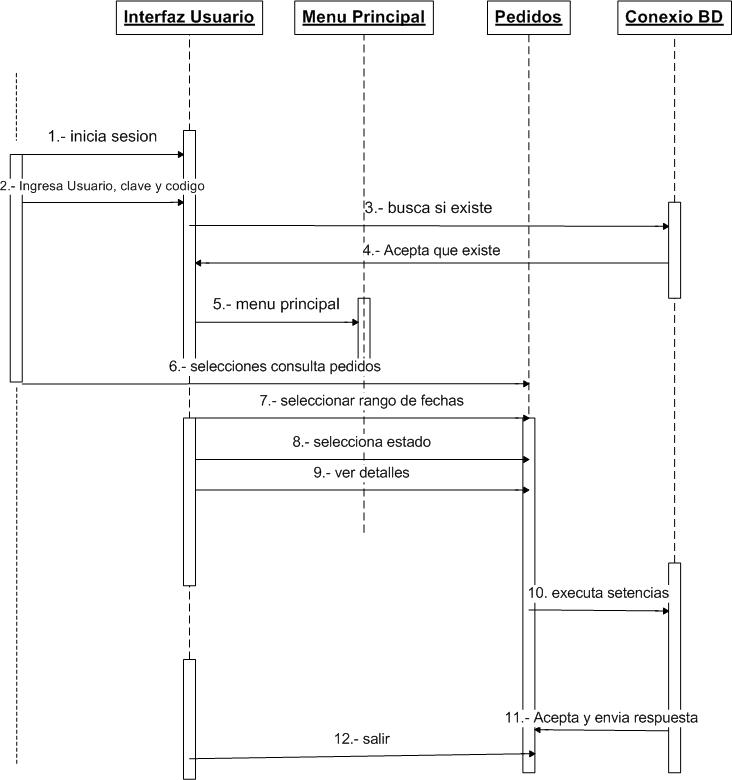 Interfaz Usuario
Menu Principal
Pedidos
Conexio BD
1.- inicia sesion
2.- Ingresa Usuario, clave y codigo
3.- busca si existe
4.- Acepta que existe
5.- menu principal
6.- selecciones consulta pedidos
7.- seleccionar rango de fechas
8.- selecciona estado
9.- ver detalles
10. executa setencias
11.- Acepta y envia respuesta
12.- salir